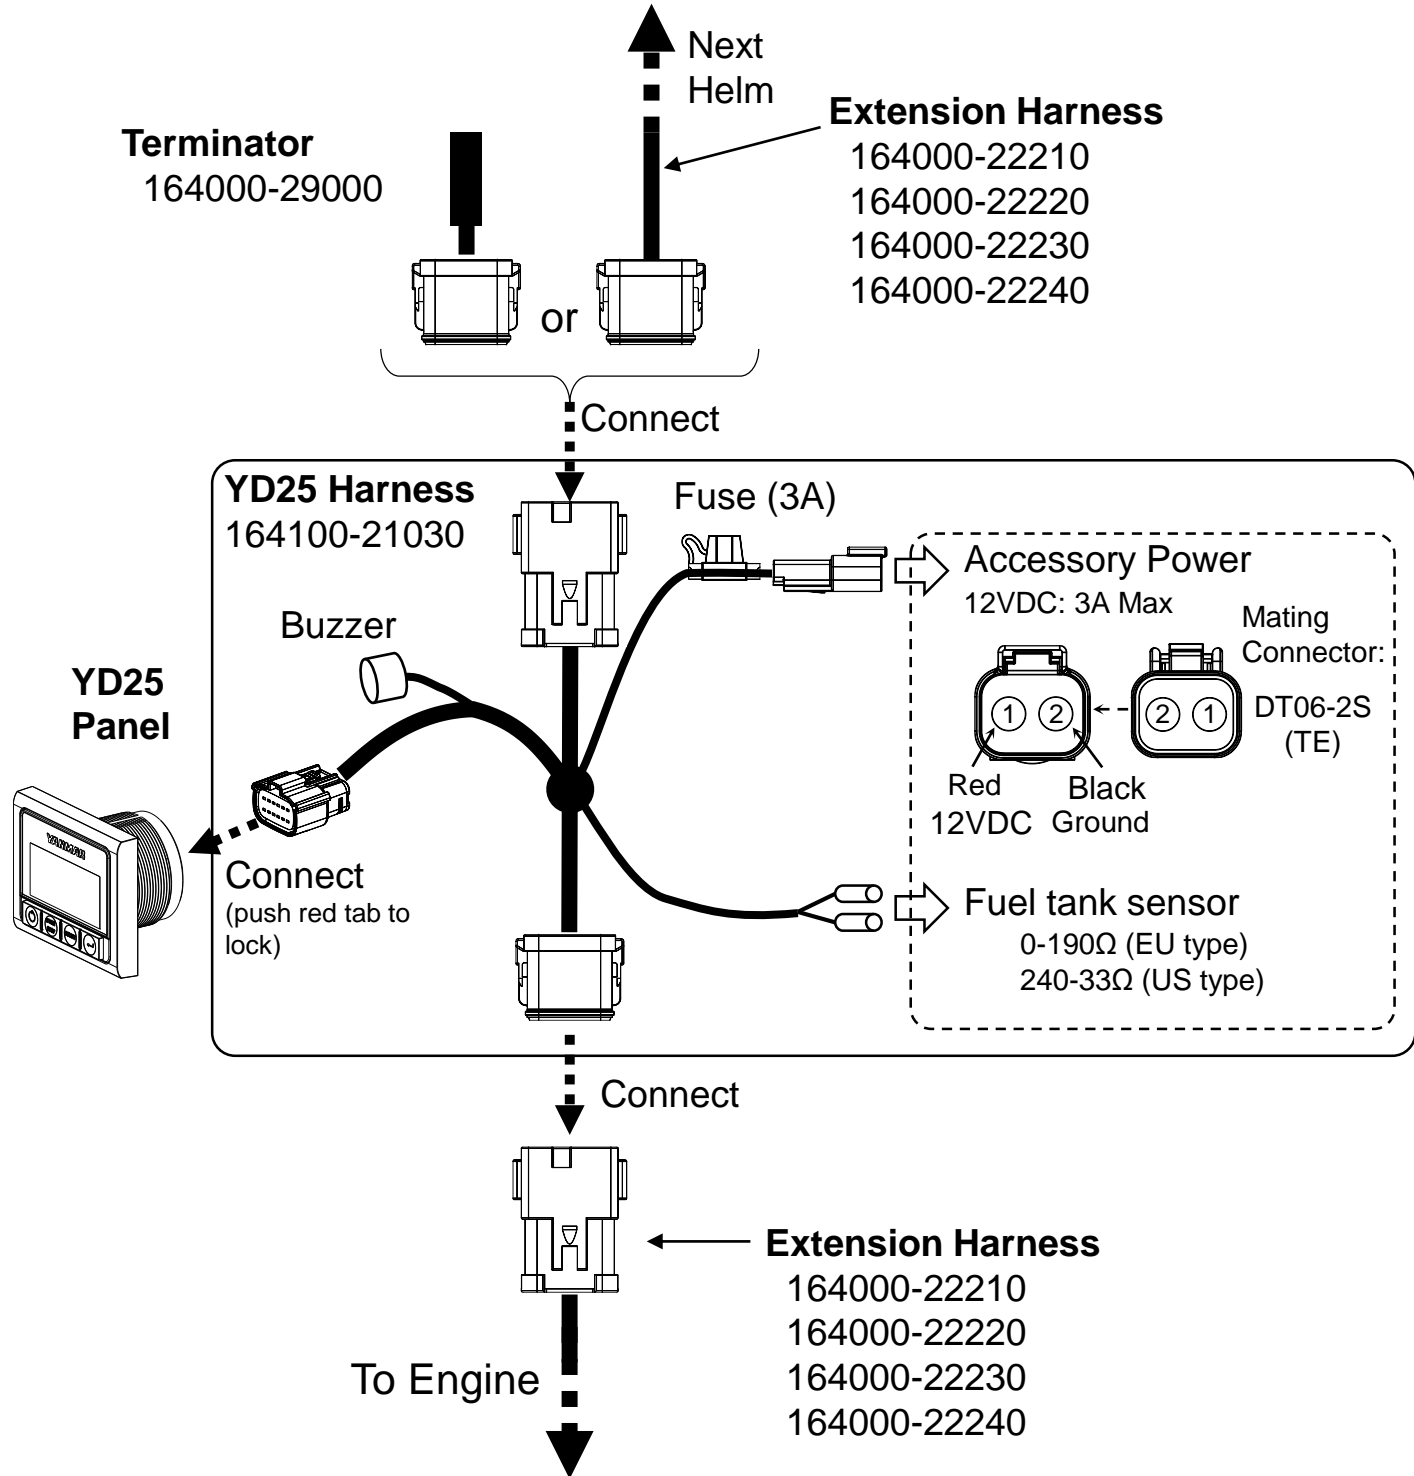 Next
Helm
Extension Harness
164000-22210
164000-22220
164000-22230
164000-22240
Terminator
164000-29000
or
Connect
YD25 Harness
164100-21030
Fuse (3A)
Accessory Power
12VDC: 3A Max
Mating
Connector:
DT06-2S
(TE)
1 2
2 1
Red
12VDC
Black
Ground
Buzzer
YD25
Panel
YANMAR
Connect
(push red tab to
lock)
Fuel tank sensor
0-190Ω (EU type)
240-33Ω (US type)
Connect
Extension Harness
164000-22210
164000-22220
164000-22230
164000-22240
To Engine